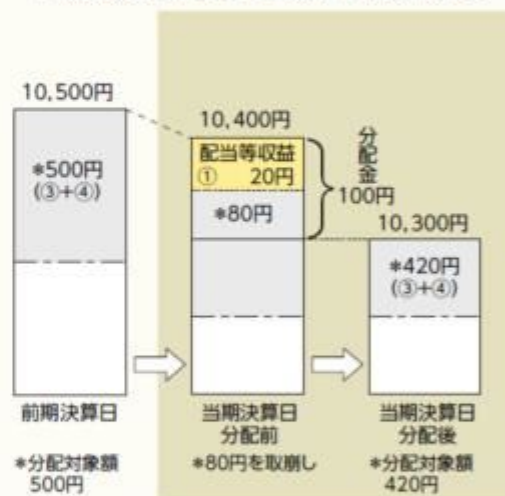 10,500円
*500円
(③+④)
前期決算日
*分配対象額
500円
10,400円
配当等収益
① 20円
*80円
分配金
100円
当期決算日
分配前
*80円を取崩し
10,300円
*420円
(③+④)
当期決算日
分配後
*分配対象額
420円